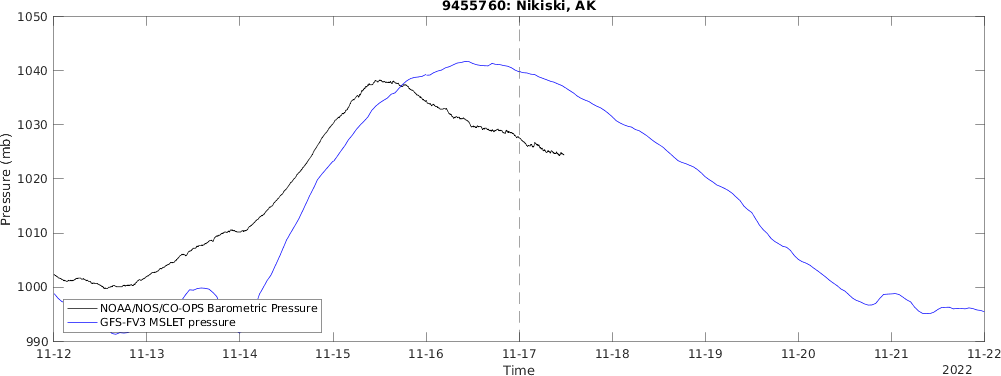 9455760: Nikiski, AK
1050
1040
1030
1020
1010
1000
990
Pressure (mb)
NOAA/NOS/CO-OPS Barometric Pressure
GFS-FV3 MSLET pressure
11-12 11-13 11-14 11-15 11-16 11-17 11-18 11-19 11-20 11-21 11-22
Time
2022